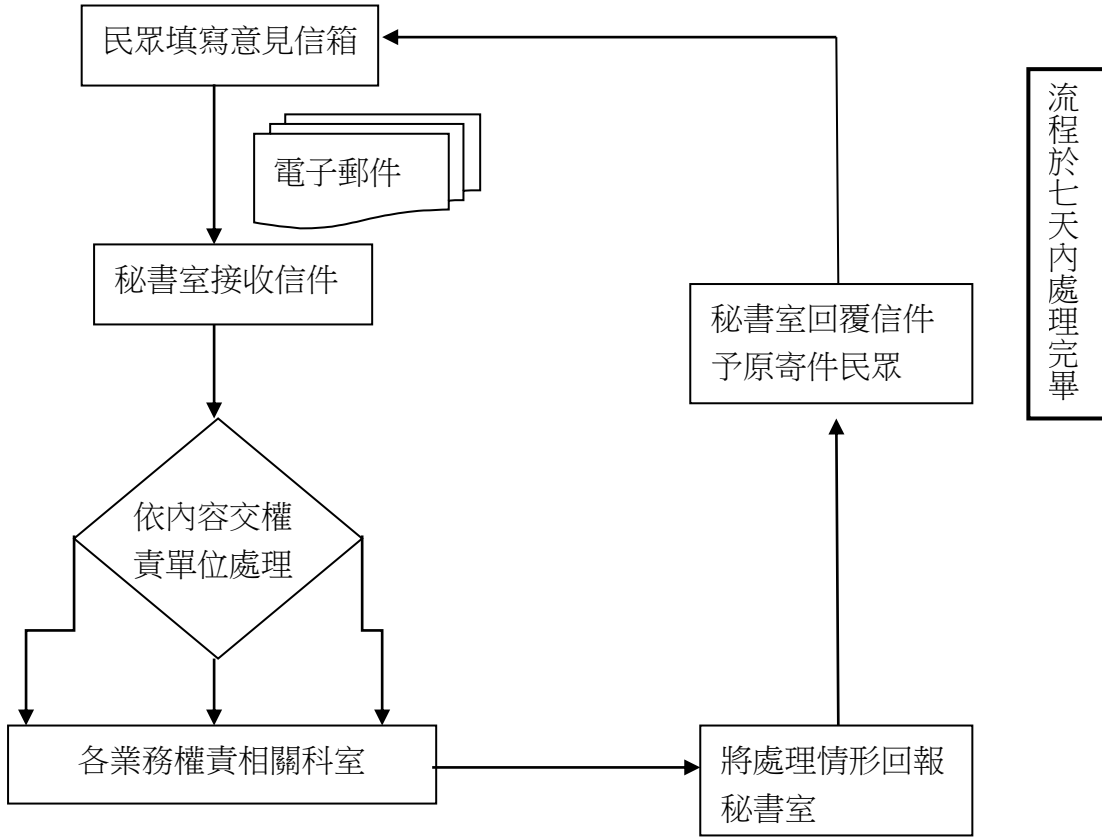 民眾填寫意見信箱
電子郵件
秘書室接收信件
依內容交權
責單位處理
各業務權責相關科室
將處理情形回報
秘書室
秘書室回覆信件
予原寄件民眾
流程於七天內處理完畢